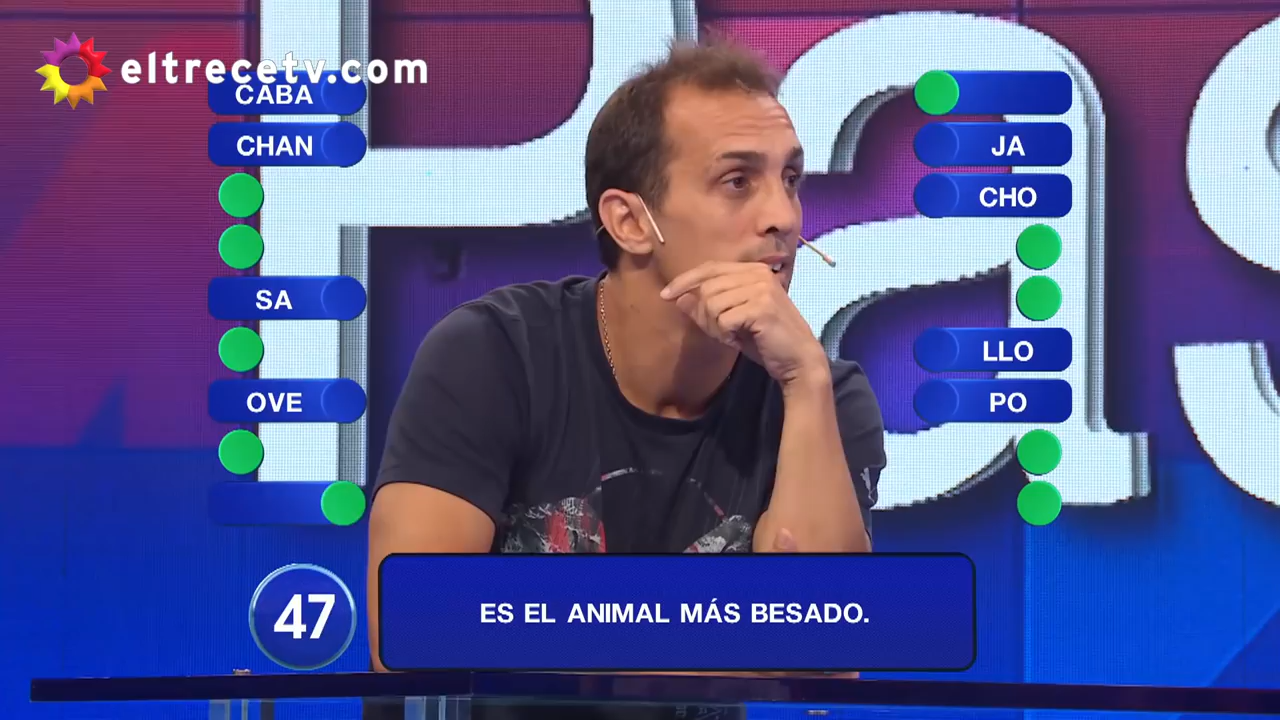 eltrecetv.com
CABA
CHAN
JA
CHO
SA
LLO
OVE
PO
47
ES EL ANIMAL MÁS BESADO.